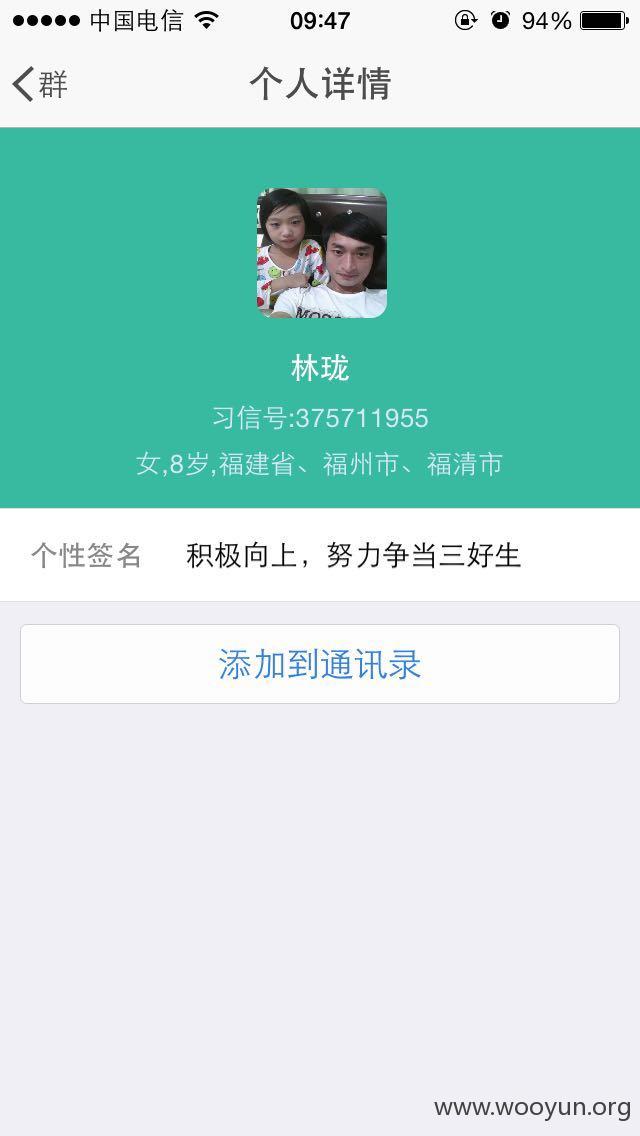 中国电信 09:47 94%
群 个人详情
林珑
习信号:375711955
女,8岁,福建省、福州市、福清市
个性签名 积极向上，努力争当三好生
添加到通讯录
www.wooyun.org